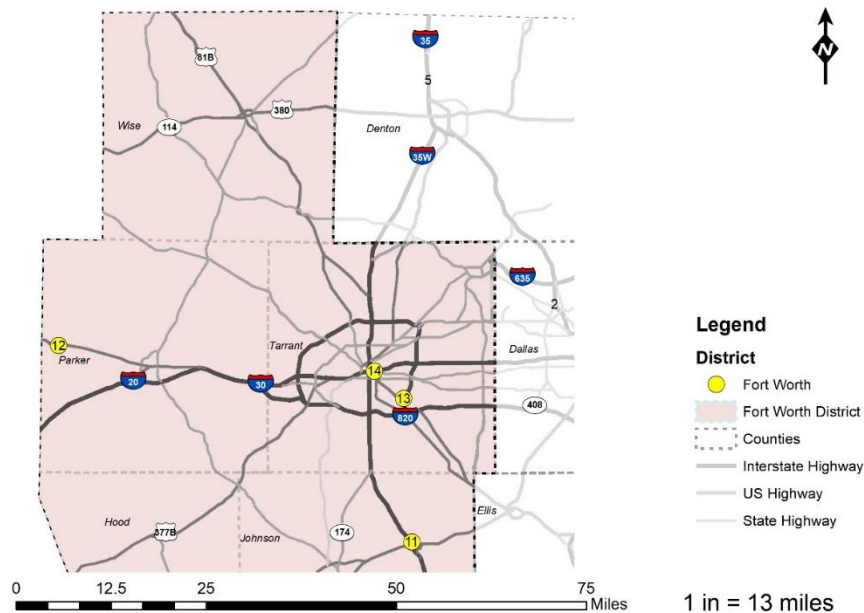 N
35
81B
5
380
Wise
114
Denton
35W
635
2
12
Tarrant
Parker
14
Dallas
20
30
13
408
820
Ellis
Hood
377B
Johnson
174
11
Legend
District
Fort Worth
Fort Worth District
Counties
Interstate Highway
US Highway
State Highway
0 12.5 25 50 75
Miles
1 in = 13 miles